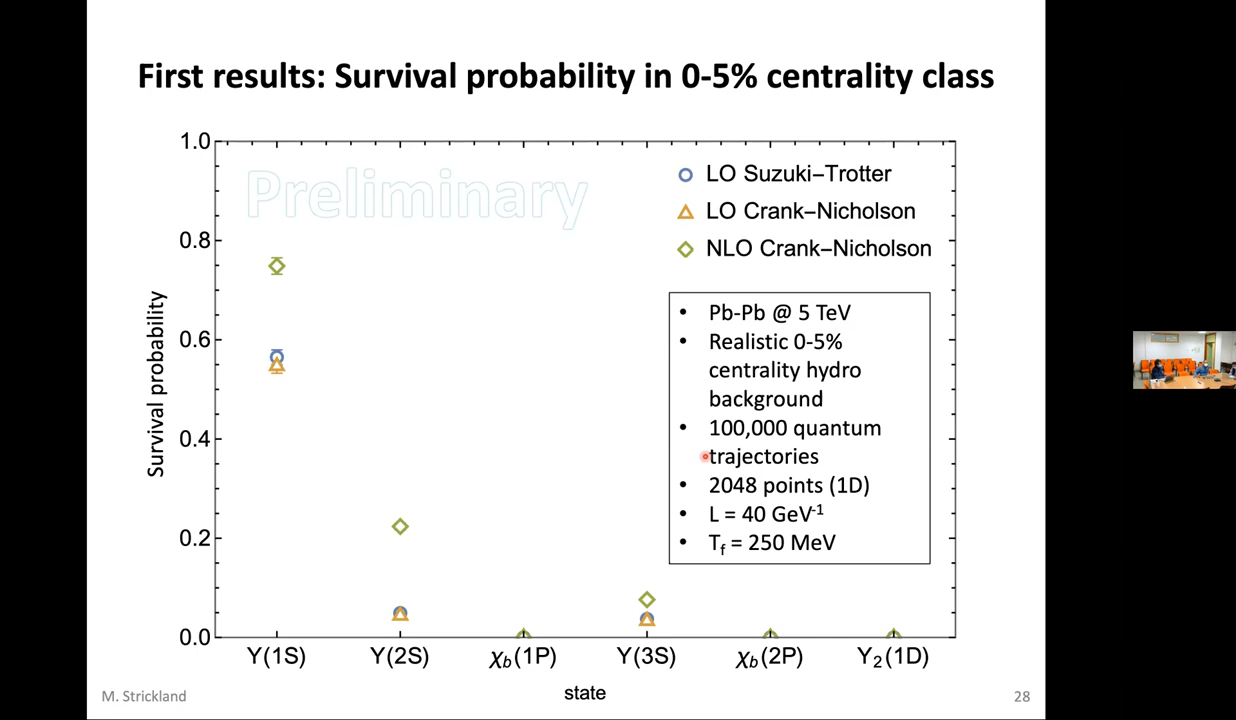 First results: Survival probability in 0-5% centrality class
Preliminary
LO Suzuki–Trotter
LO Crank–Nicholson
NLO Crank–Nicholson
• Pb-Pb @ 5 TeV
• Realistic 0-5%
centrality hydro
background
• 100,000 quantum
trajectories
• 2048 points (1D)
• L = 40 GeV⁻¹
• T_f = 250 MeV
Survival probability
1.0
0.8
0.6
0.4
0.2
0.0
Υ(1S) Υ(2S) χ_b(1P) Υ(3S) χ_b(2P) Υ₂(1D)
state
M. Strickland
28